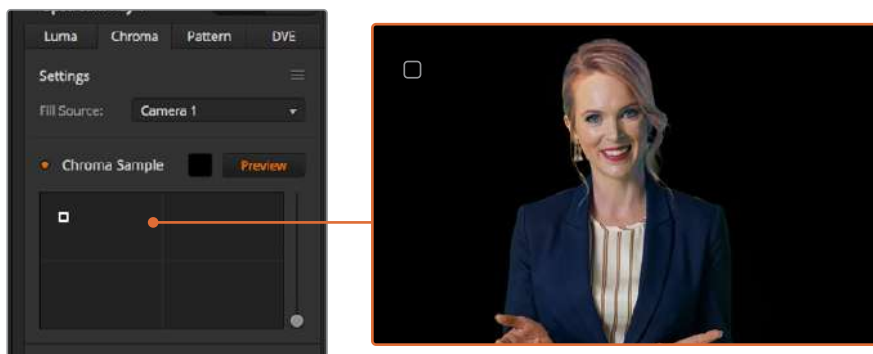 Luma Chroma Pattern DVE
Settings
Fill Source: Camera 1
Chroma Sample Preview